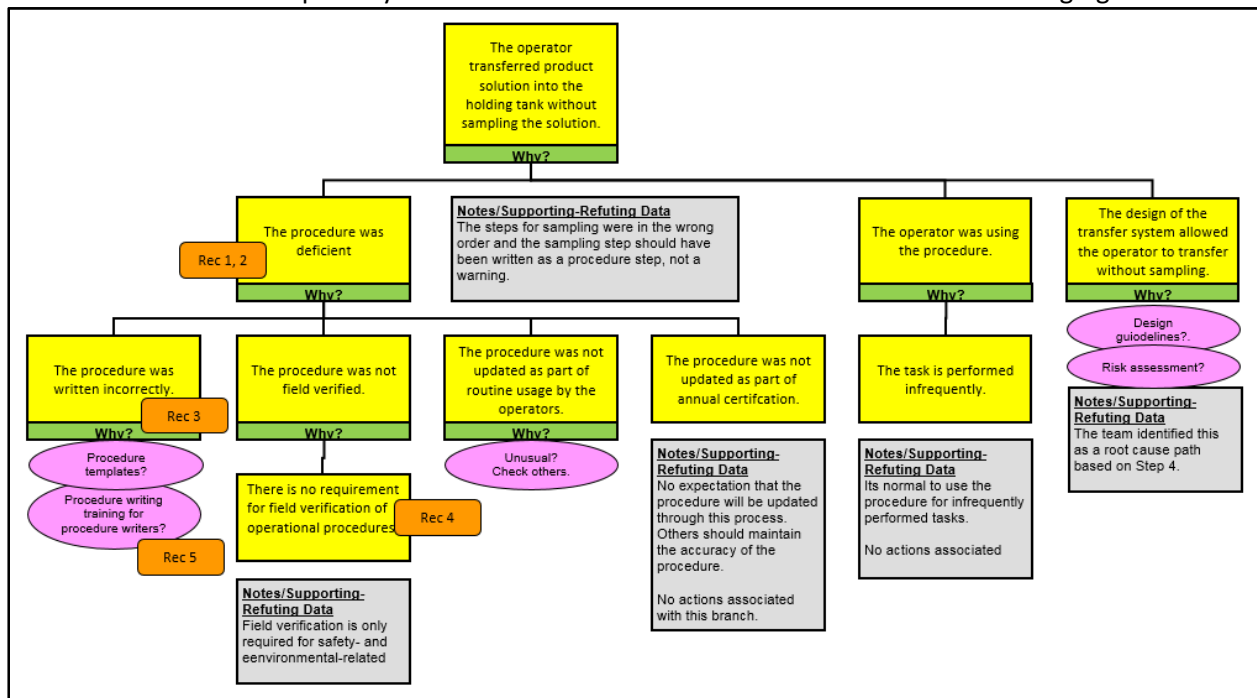 The operator
transferred product
solution into the
holding tank without
sampling the solution.
Why?
The procedure was
deficient
Rec 1, 2
Why?
Notes/Supporting-Refuting Data
The steps for sampling were in the wrong
order and the sampling step should have
been written as a procedure step, not a
warning.
The operator was using
the procedure.
Why?
The design of the
transfer system allowed
the operator to transfer
without sampling.
Why?
Design
guiodelines?.
Risk assessment?
Notes/Supporting-
Refuting Data
The team identified this
as a root cause path
based on Step 4.
The procedure was
written incorrectly.
Rec 3
Why?
Procedure
templates?
Procedure writing
training for
procedure writers?
Rec 5
The procedure was not
field verified.
Why?
There is no requirement
for field verification of
operational procedures
Rec 4
Notes/Supporting-
Refuting Data
Field verification is only
required for safety- and
eenvironmental-related
The procedure was not
updated as part of
routine usage by the
operators.
Why?
Unusual?
Check others.
The procedure was not
updated as part of
annual certifcation.
Notes/Supporting-
Refuting Data
No expectation that the
procedure will be updated
through this process.
Others should maintain
the accuracy of the
procedure.
No actions associated
with this branch.
The task is performed
infrequently.
Notes/Supporting-
Refuting Data
Its normal to use the
procedure for infrequently
performed tasks.
No actions associated